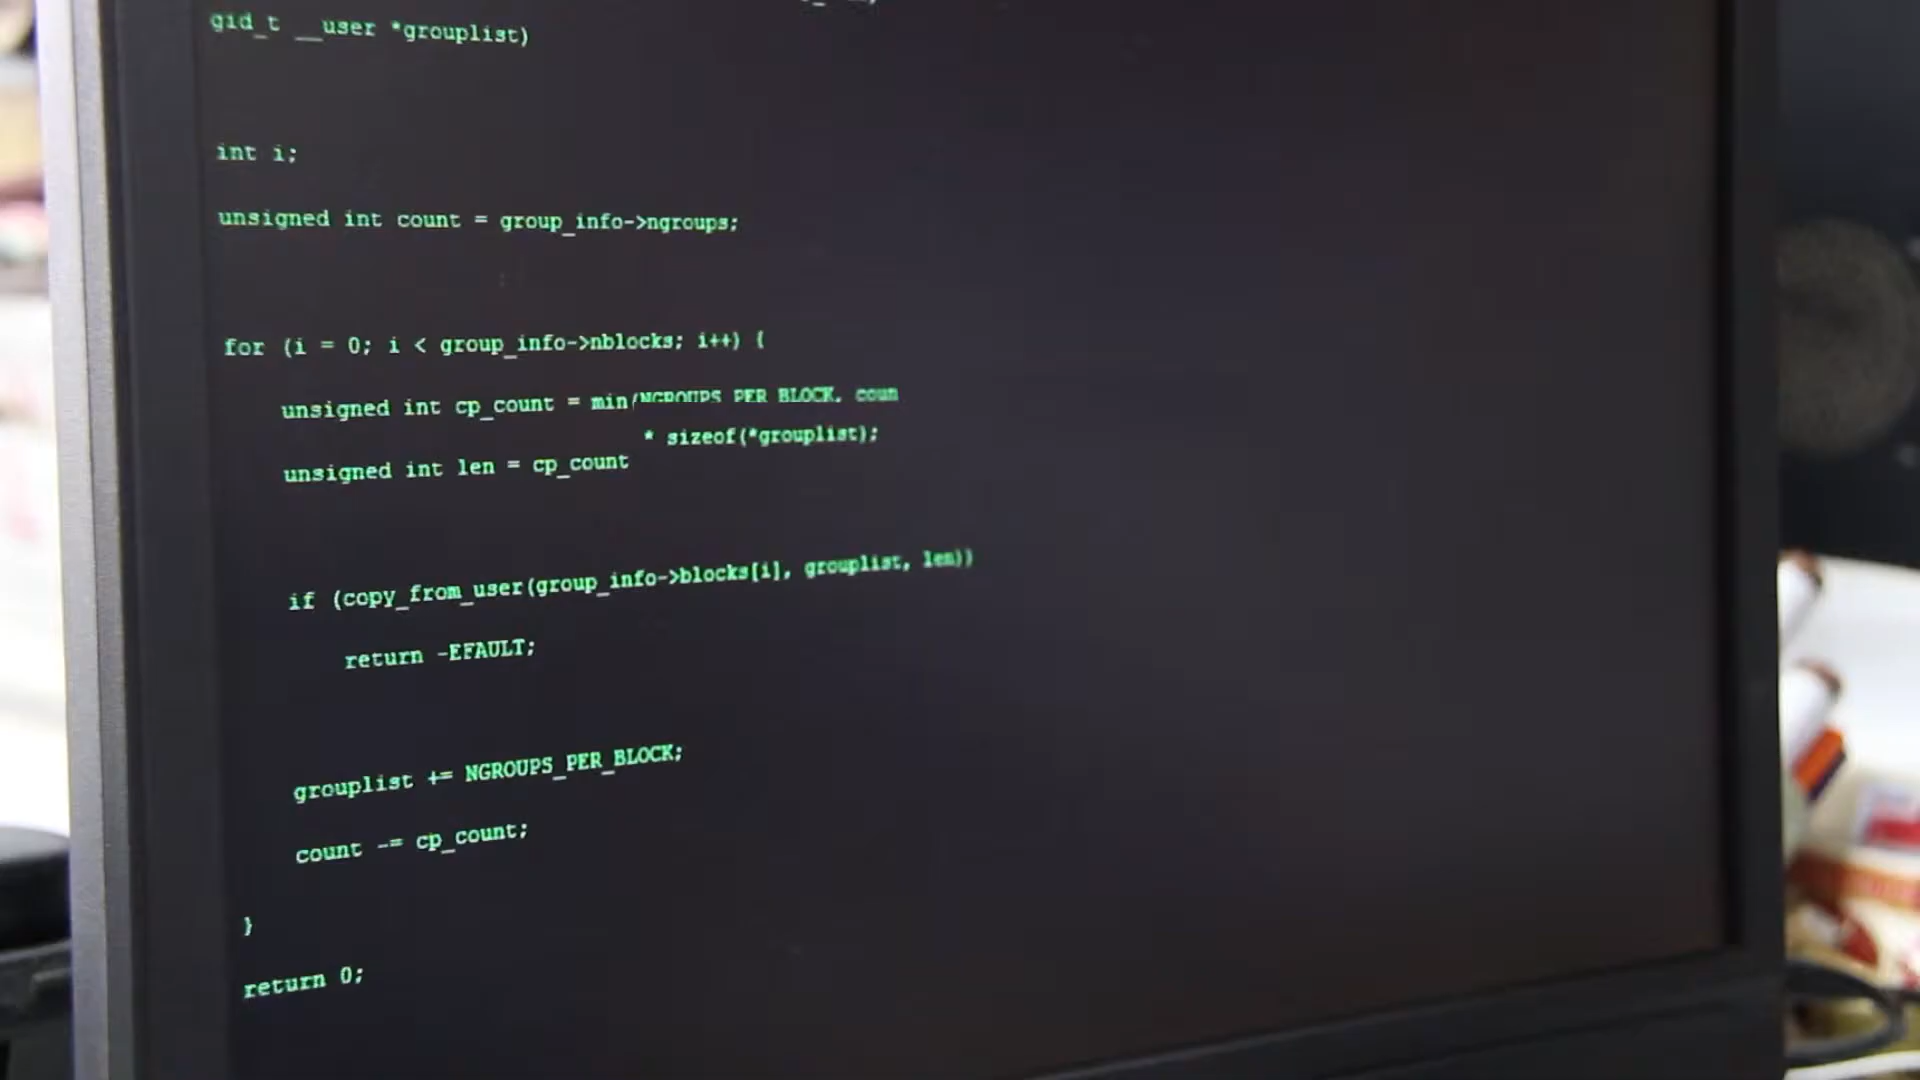 gid_t __user *grouplist)
int i;
unsigned int count = group_info->ngroups;
for (i = 0; i < group_info->nblocks; i++) {
unsigned int cp_count = min(NGROUPS_PER_BLOCK, coun
* sizeof(*grouplist);
unsigned int len = cp_count
if (copy_from_user(group_info->blocks[i], grouplist, len))
return -EFAULT;
grouplist += NGROUPS_PER_BLOCK;
count -= cp_count;
}
return 0;